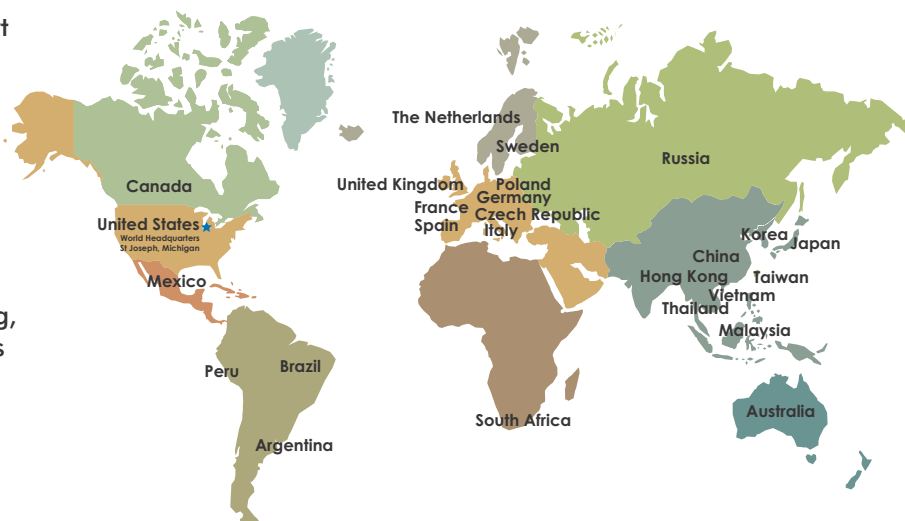 t
The Netherlands
Sweden
Russia
Canada
United Kingdom
Poland
Germany
France
Czech Republic
Spain
Italy
United States
World Headquarters
St Joseph, Michigan
Korea
Japan
China
Mexico
Hong Kong
Taiwan
Vietnam
Thailand
g,
Malaysia
s
Peru
Brazil
Australia
South Africa
Argentina